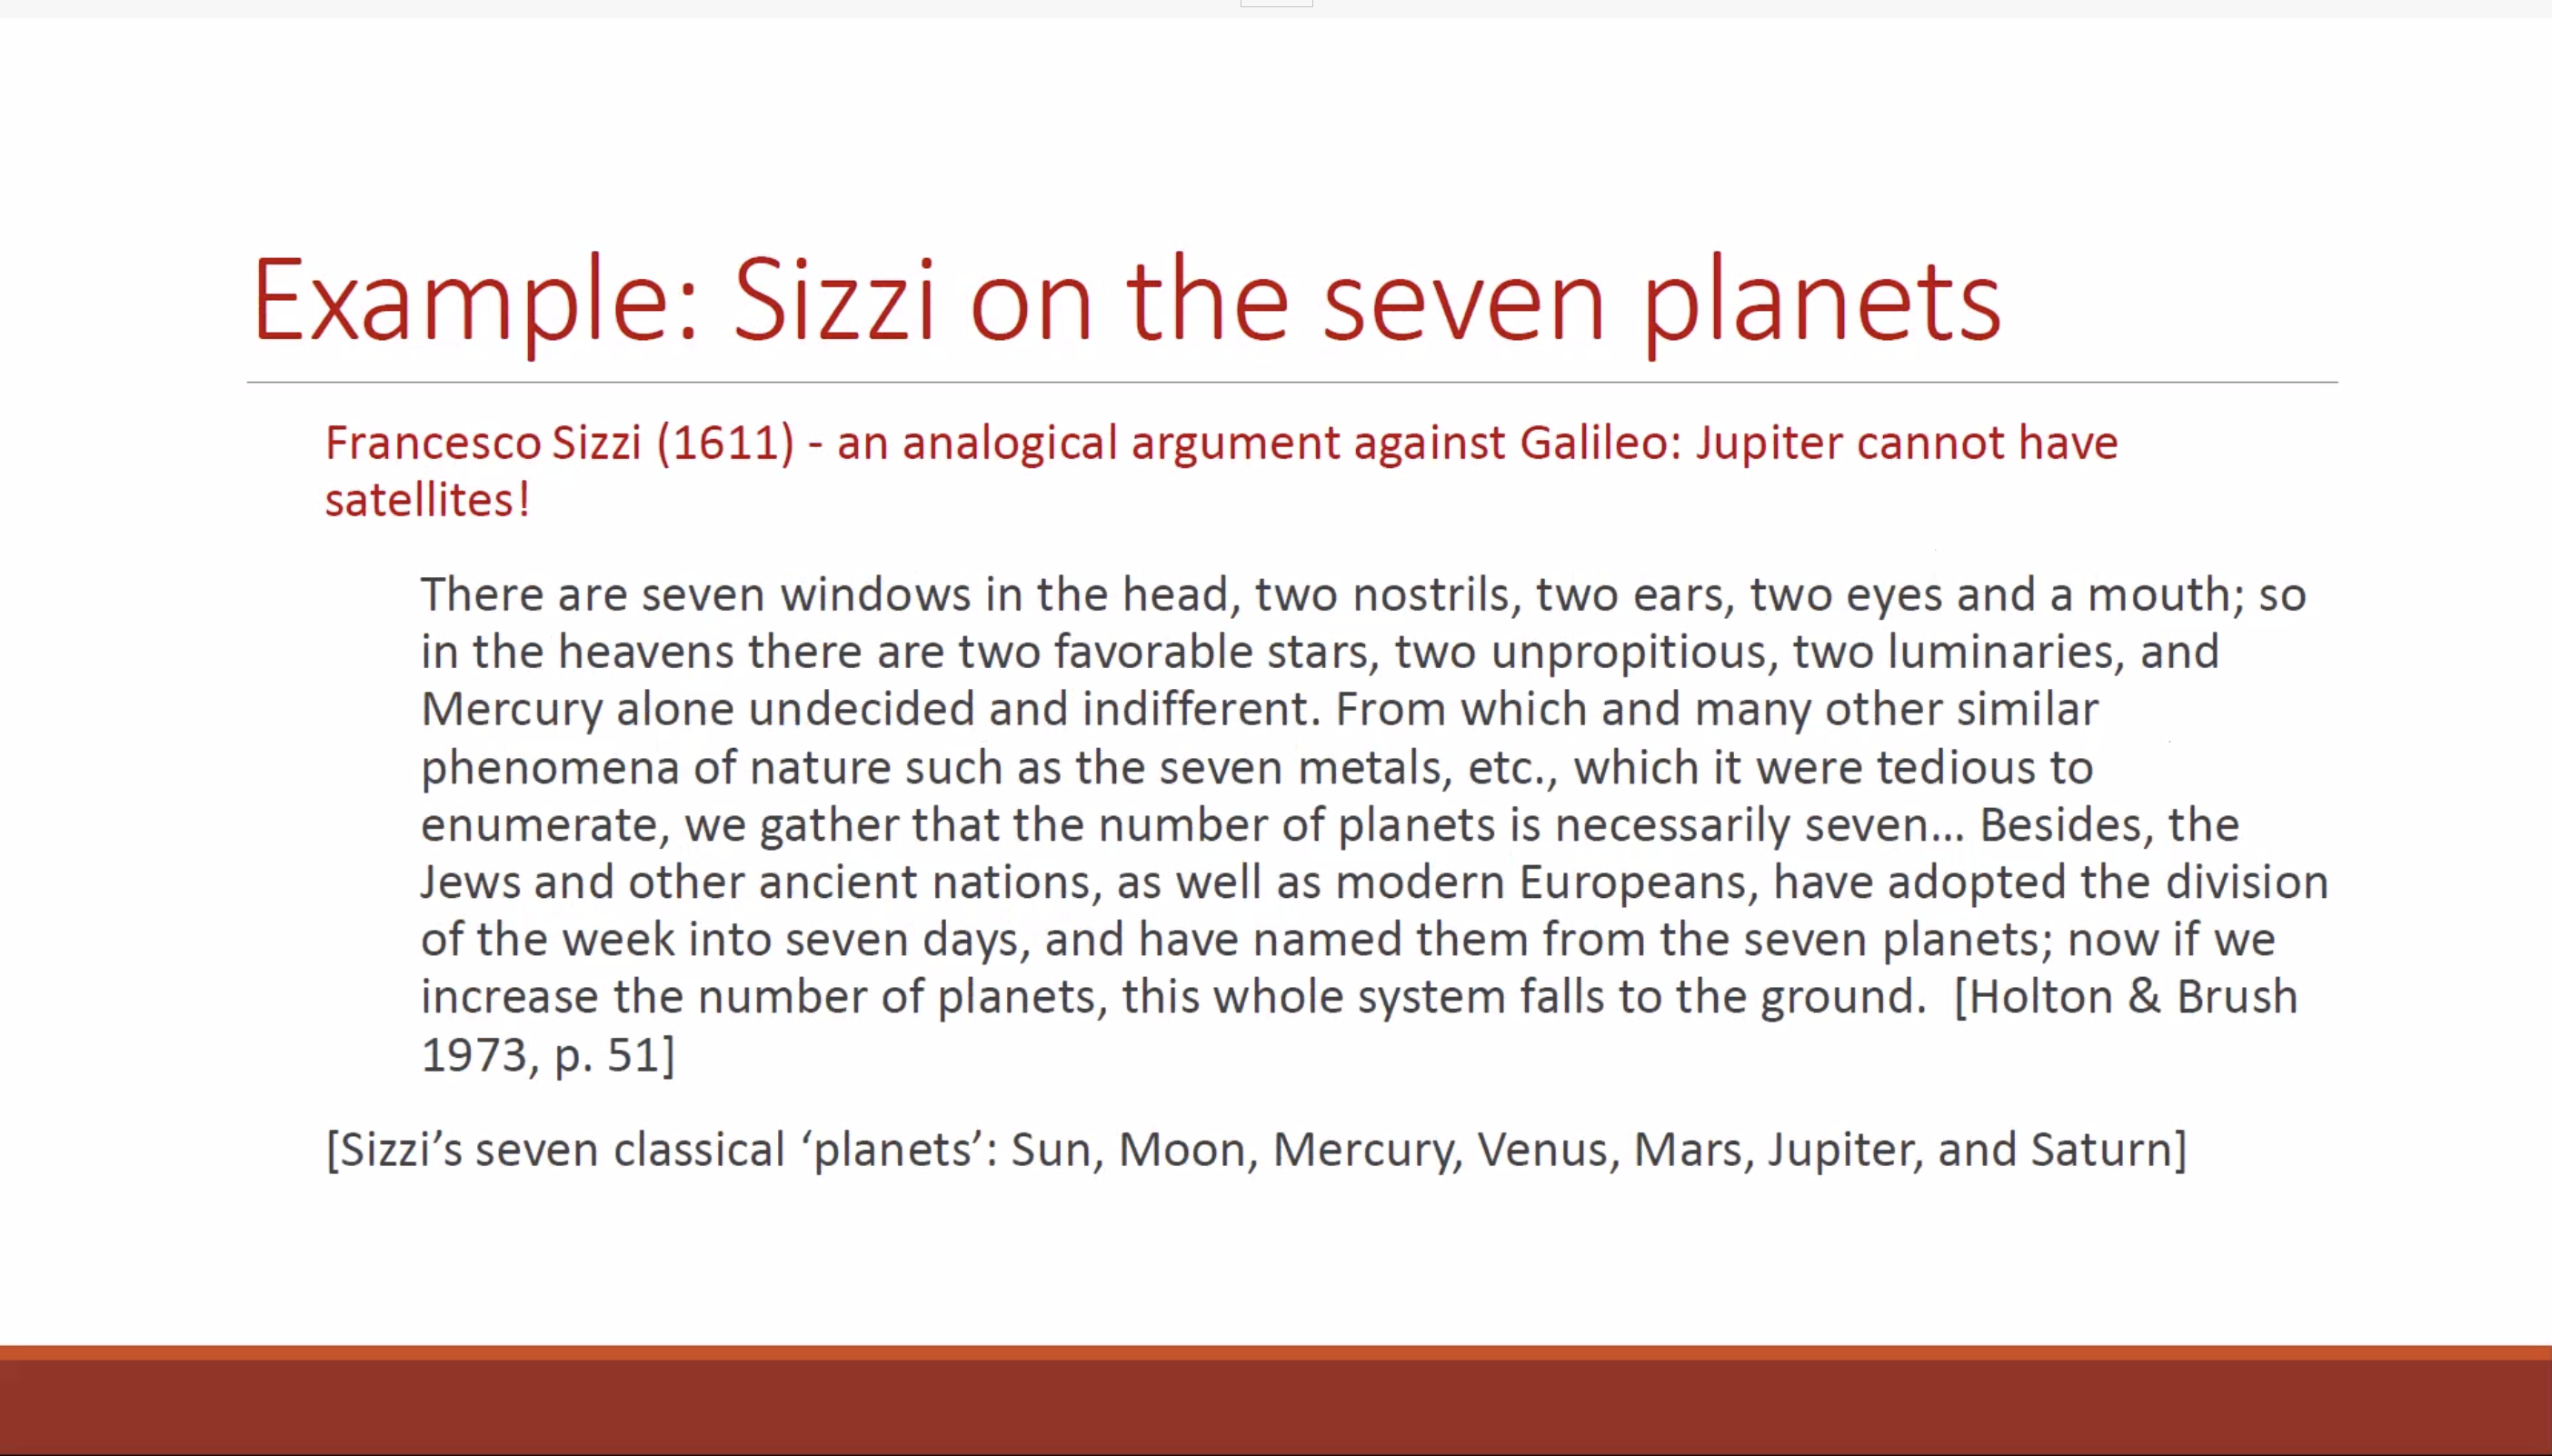 Example: Sizzi on the seven planets
Francesco Sizzi (1611) - an analogical argument against Galileo: Jupiter cannot have
satellites!
There are seven windows in the head, two nostrils, two ears, two eyes and a mouth; so
in the heavens there are two favorable stars, two unpropitious, two luminaries, and
Mercury alone undecided and indifferent. From which and many other similar
phenomena of nature such as the seven metals, etc., which it were tedious to
enumerate, we gather that the number of planets is necessarily seven... Besides, the
Jews and other ancient nations, as well as modern Europeans, have adopted the division
of the week into seven days, and have named them from the seven planets; now if we
increase the number of planets, this whole system falls to the ground.  [Holton & Brush
1973, p. 51]
[Sizzi’s seven classical ‘planets’: Sun, Moon, Mercury, Venus, Mars, Jupiter, and Saturn]